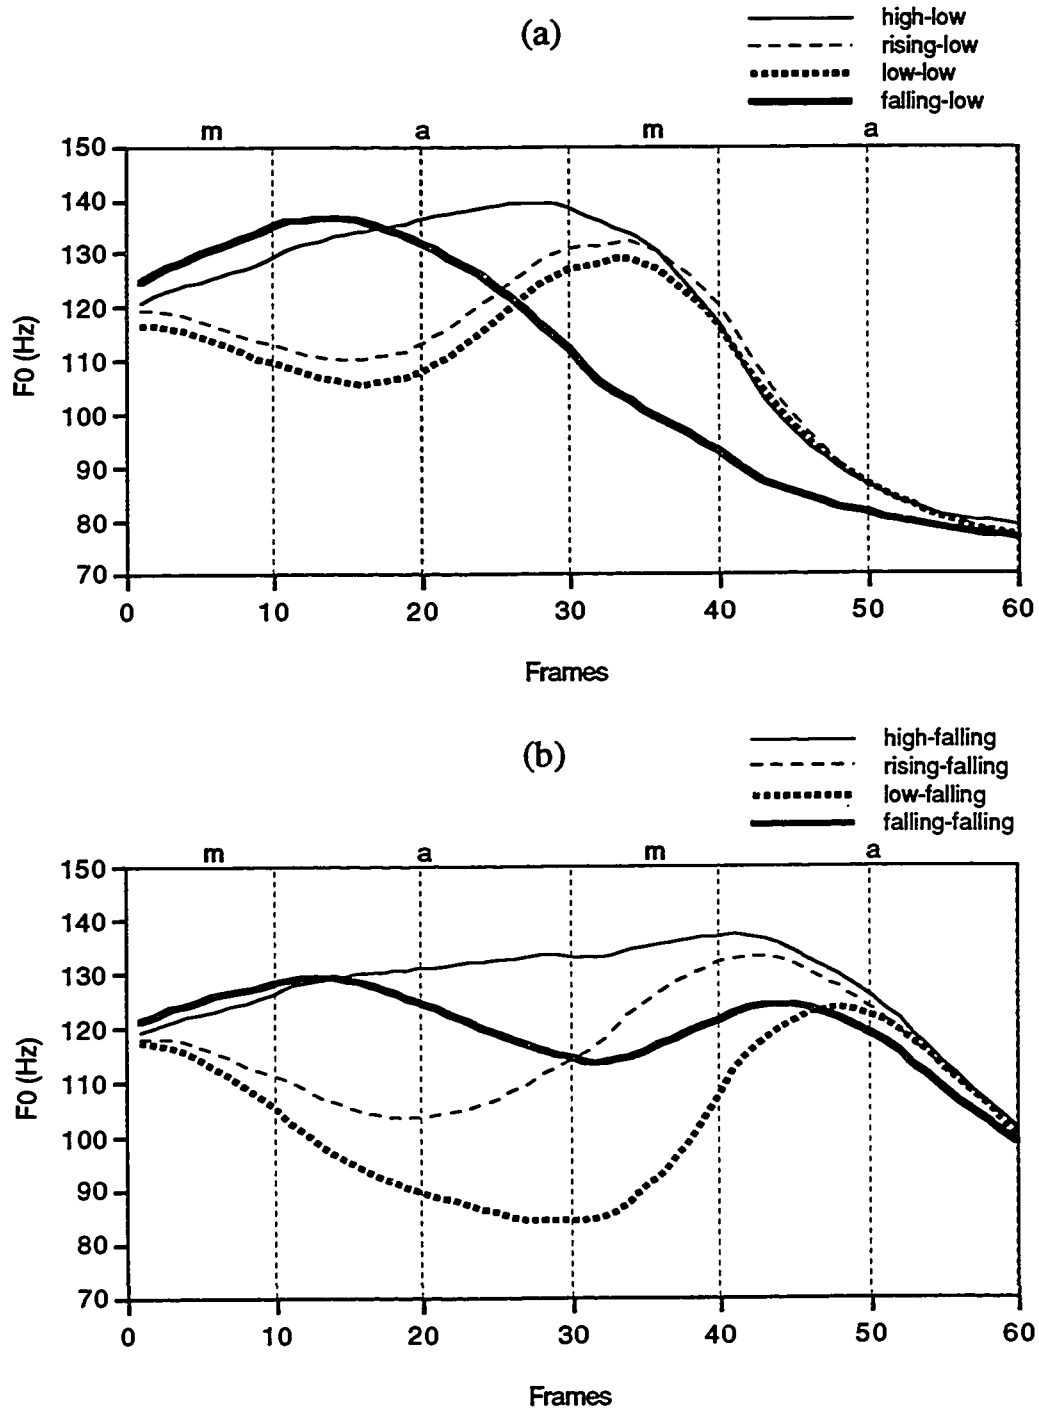 (a)
high-low
rising-low
low-low
falling-low
m a m a
150
140
130
120
110
100
90
80
70
F0 (Hz)
0 10 20 30 40 50 60
Frames
(b)
high-falling
rising-falling
low-falling
falling-falling
m a m a
150
140
130
120
110
100
90
80
70
F0 (Hz)
0 10 20 30 40 50 60
Frames